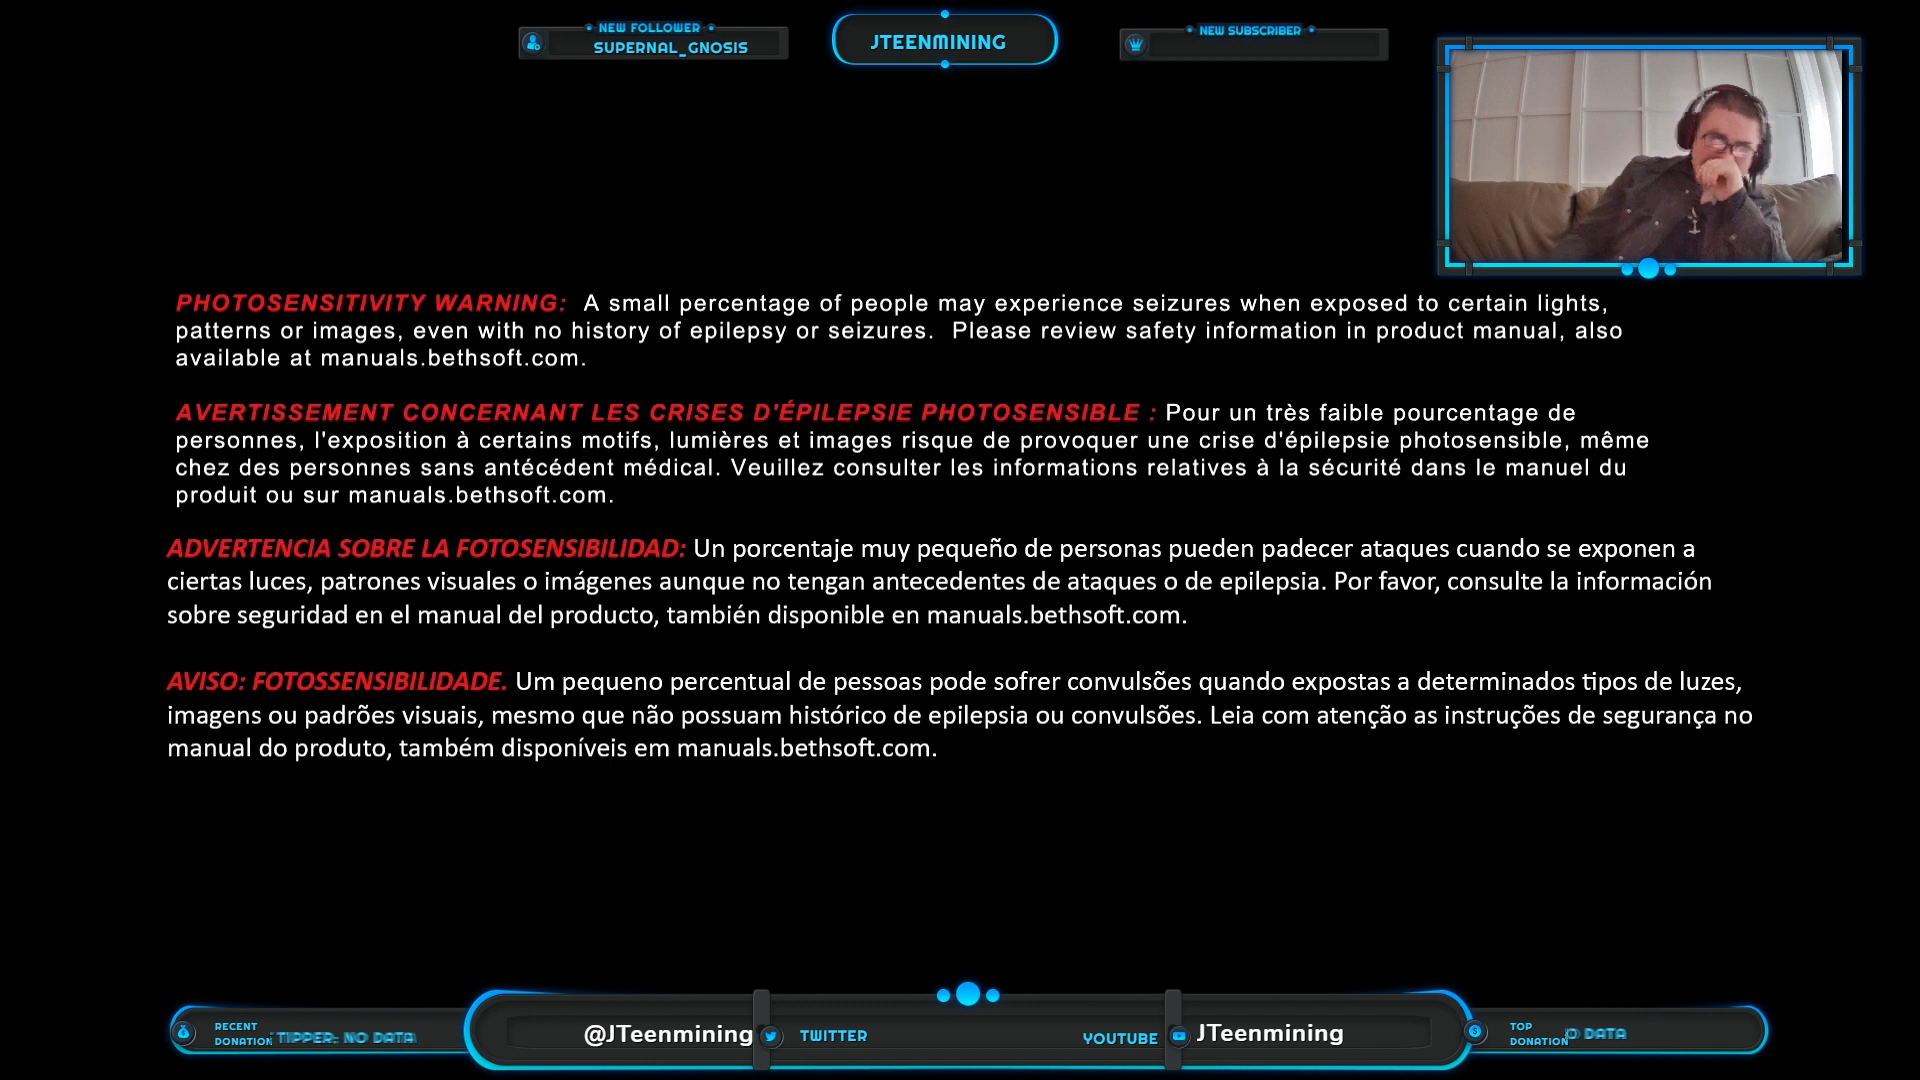 NEW FOLLOWER
SUPERNAL_GNOSIS
JTEENMINING
NEW SUBSCRIBER
PHOTOSENSITIVITY WARNING:  A small percentage of people may experience seizures when exposed to certain lights,
patterns or images, even with no history of epilepsy or seizures.  Please review safety information in product manual, also
available at manuals.bethsoft.com.
AVERTISSEMENT CONCERNANT LES CRISES D'ÉPILEPSIE PHOTOSENSIBLE : Pour un très faible pourcentage de
personnes, l'exposition à certains motifs, lumières et images risque de provoquer une crise d'épilepsie photosensible, même
chez des personnes sans antécédent médical. Veuillez consulter les informations relatives à la sécurité dans le manuel du
produit ou sur manuals.bethsoft.com.
ADVERTENCIA SOBRE LA FOTOSENSIBILIDAD: Un porcentaje muy pequeño de personas pueden padecer ataques cuando se exponen a
ciertas luces, patrones visuales o imágenes aunque no tengan antecedentes de ataques o de epilepsia. Por favor, consulte la información
sobre seguridad en el manual del producto, también disponible en manuals.bethsoft.com.
AVISO: FOTOSSENSIBILIDADE. Um pequeno percentual de pessoas pode sofrer convulsões quando expostas a determinados tipos de luzes,
imagens ou padrões visuais, mesmo que não possuam histórico de epilepsia ou convulsões. Leia com atenção as instruções de segurança no
manual do produto, também disponíveis em manuals.bethsoft.com.
RECENT
DONATION
TIPPER: NO DATA
@JTeenmining
TWITTER
YOUTUBE
JTeenmining
TOP
DONATION
O DATA